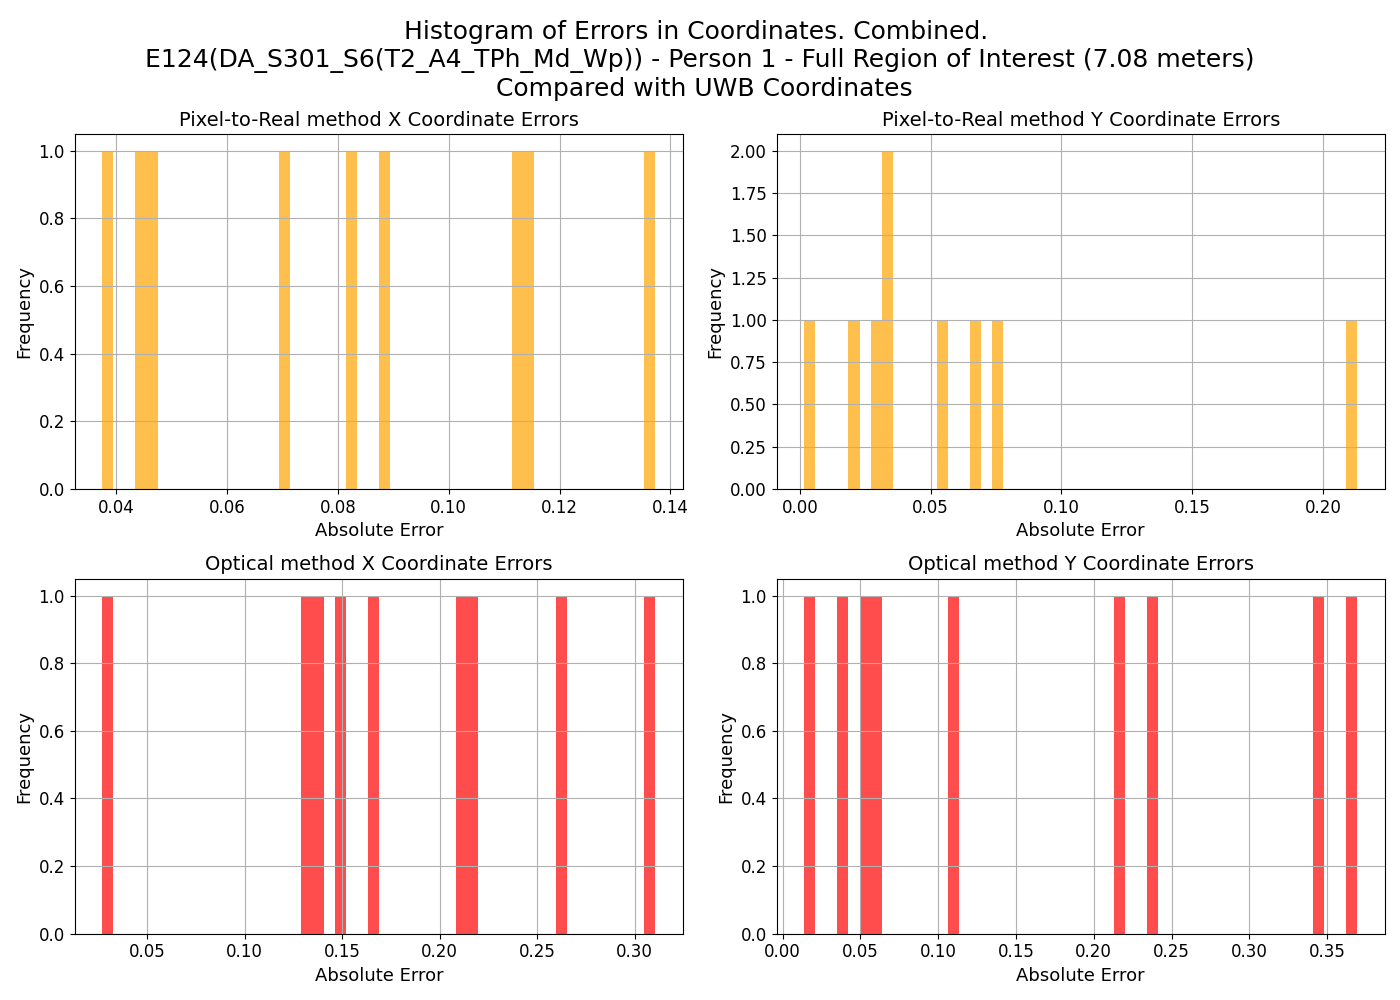 Histogram of Errors in Coordinates. Combined.
E124(DA_S301_S6(T2_A4_TPh_Md_Wp)) - Person 1 - Full Region of Interest (7.08 meters)
Compared with UWB Coordinates
Pixel-to-Real method X Coordinate Errors
Frequency
1.0
0.8
0.6
0.4
0.2
0.0
0.04 0.06 0.08 0.10 0.12 0.14
Absolute Error
Pixel-to-Real method Y Coordinate Errors
Frequency
2.00
1.75
1.50
1.25
1.00
0.75
0.50
0.25
0.00
0.00 0.05 0.10 0.15 0.20
Absolute Error
Optical method X Coordinate Errors
Frequency
1.0
0.8
0.6
0.4
0.2
0.0
0.05 0.10 0.15 0.20 0.25 0.30
Absolute Error
Optical method Y Coordinate Errors
Frequency
1.0
0.8
0.6
0.4
0.2
0.0
0.00 0.05 0.10 0.15 0.20 0.25 0.30 0.35
Absolute Error